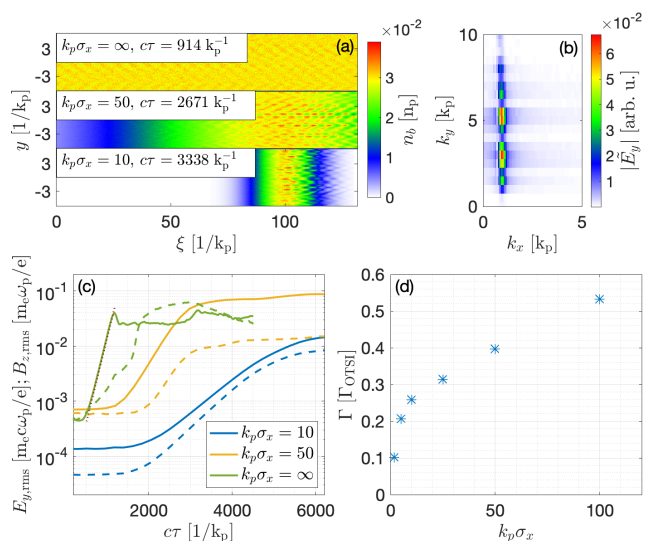 (a)
k_pσ_x = ∞, cτ = 914 k_p^{-1}
k_pσ_x = 50, cτ = 2671 k_p^{-1}
k_pσ_x = 10, cτ = 3338 k_p^{-1}
3
-3
3
-3
3
-3
y [1/k_p]
0
50
100
ξ [1/k_p]
×10^{-2}
3
2
1
0
n_b [n_p]
(b)
10
5
0
k_y [k_p]
0
5
k_x [k_p]
×10^{-2}
6
5
4
3
2
1
|Ẽ_y| [arb. u.]
(c)
10^{-1}
10^{-2}
10^{-3}
10^{-4}
E_{y,rms} [m_ecω_p/e]; B_{z,rms} [m_eω_p/e]
2000
4000
6000
cτ [1/k_p]
k_pσ_x = 10
k_pσ_x = 50
k_pσ_x = ∞
(d)
0.6
0.5
0.4
0.3
0.2
0.1
0
Γ [Γ_OTSI]
0
50
100
k_pσ_x